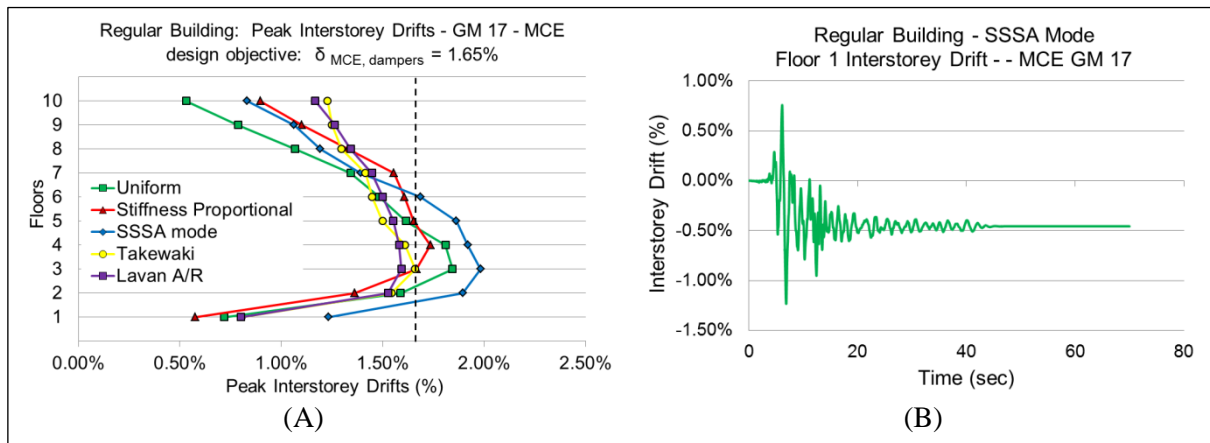 Regular Building: Peak Interstorey Drifts - GM 17 - MCE
design objective: δ MCE, dampers = 1.65%
Floors
10
9
8
7
6
5
4
3
2
1
Uniform
Stiffness Proportional
SSSA mode
Takewaki
Lavan A/R
0.00% 0.50% 1.00% 1.50% 2.00% 2.50%
Peak Interstorey Drifts (%)
(A)
Regular Building - SSSA Mode
Floor 1 Interstorey Drift - - MCE GM 17
Interstorey Drift (%)
1.00%
0.50%
0.00%
-0.50%
-1.00%
-1.50%
0 20 40 60 80
Time (sec)
(B)